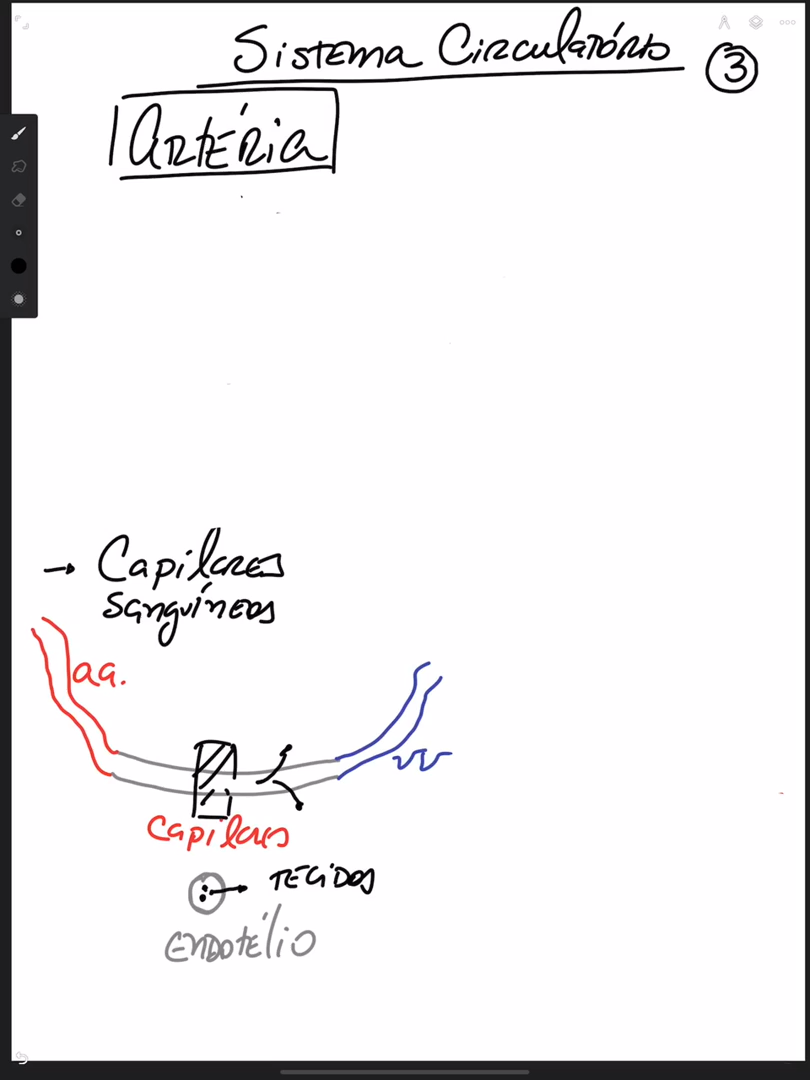 Sistema Circulatório 3
Artéria
→ Capilares
sanguíneos
aa.
vv
Capilares
→ TECIDOS
ENDOTÉLIO